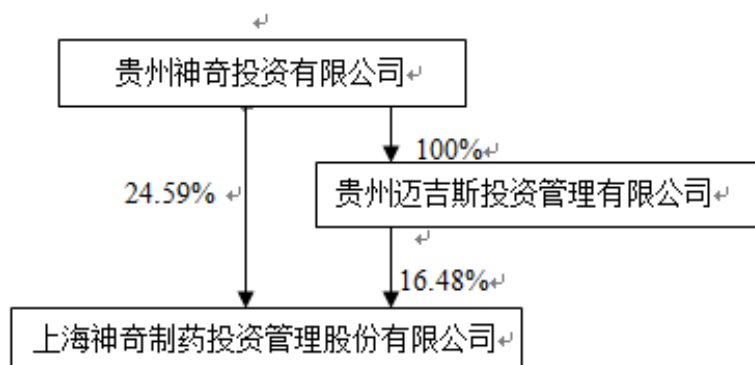 贵州神奇投资有限公司
100%
24.59%
贵州迈吉斯投资管理有限公司
16.48%
上海神奇制药投资管理股份有限公司